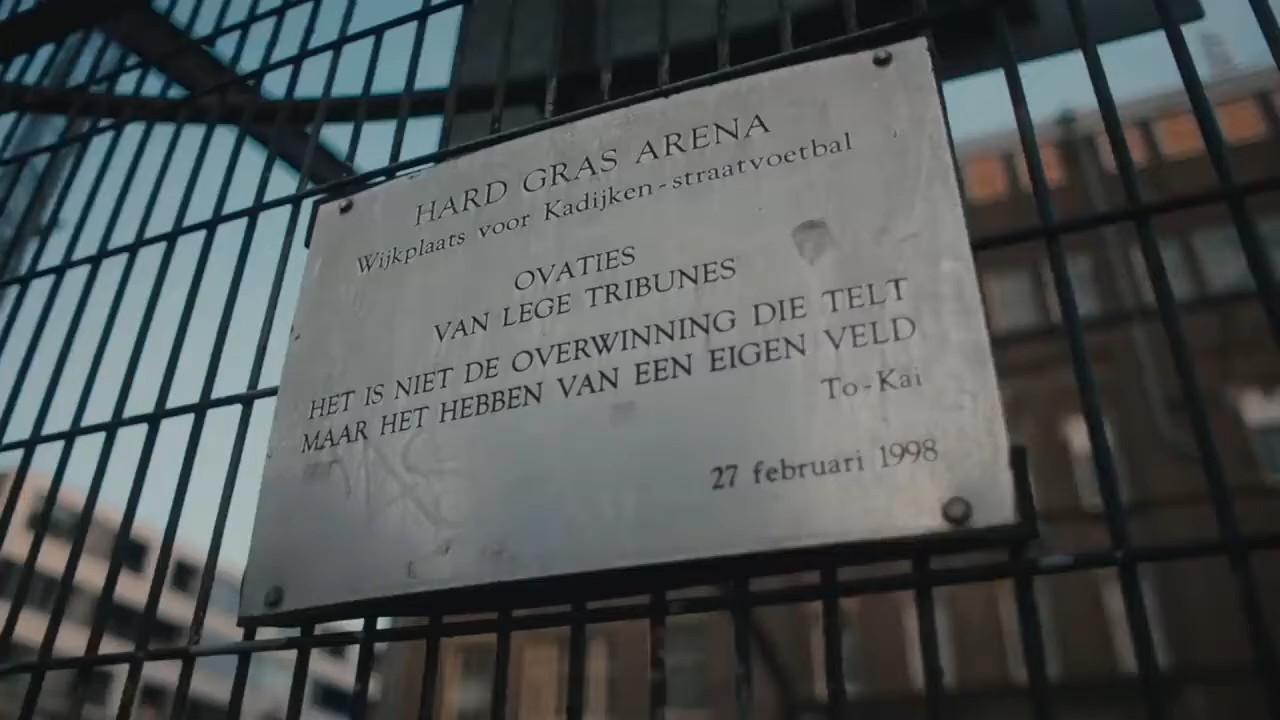 HARD GRAS ARENA
Wijkplaats voor Kadijken-straatvoetbal
OVATIES
VAN LEGE TRIBUNES
HET IS NIET DE OVERWINNING DIE TELT
MAAR HET HEBBEN VAN EEN EIGEN VELD
To-Kai
27 februari 1998